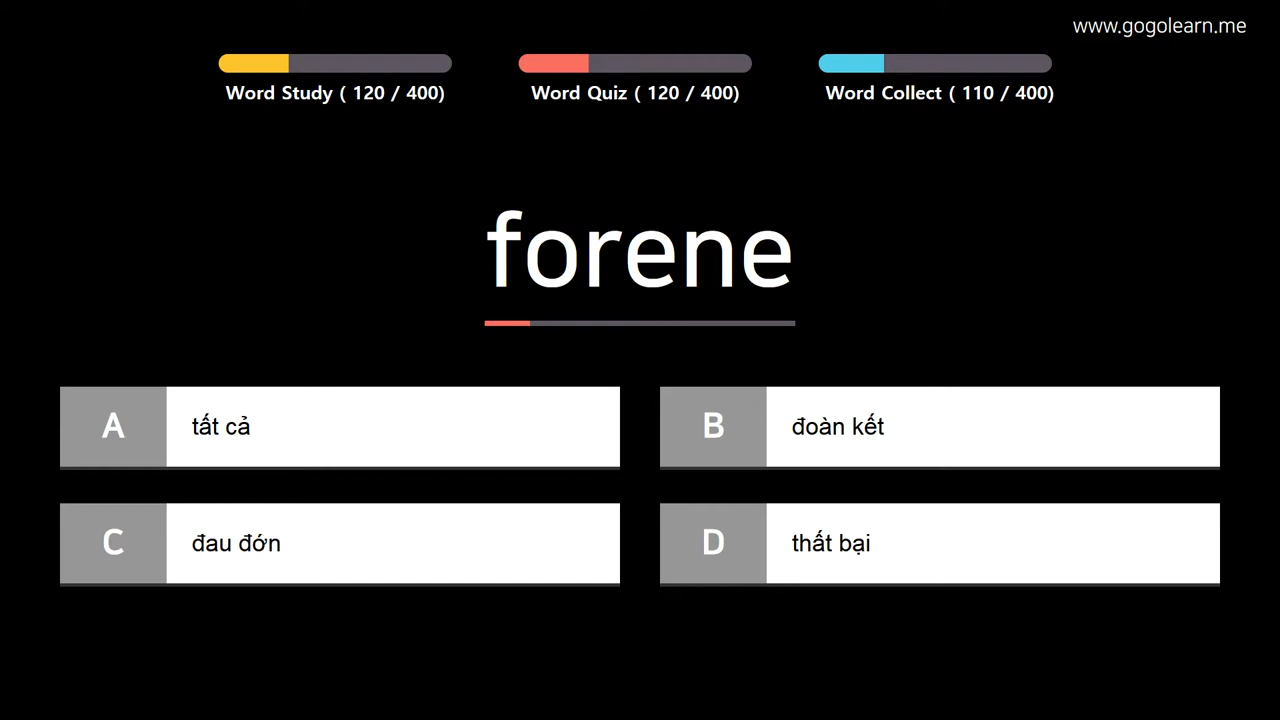 www.gogolearn.me
Word Study ( 120 / 400)
Word Quiz ( 120 / 400)
Word Collect ( 110 / 400)
forene
A tất cả
B đoàn kết
C đau đớn
D thất bại